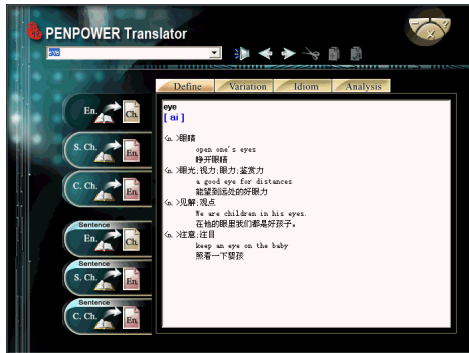 PENPOWER Translator
eye
Define Variation Idiom Analysis
En. Ch.
S. Ch. En.
C. Ch. En.
Sentence
En. Ch.
Sentence
S. Ch. En.
Sentence
C. Ch. En.
eye
[ ai ]
<n. >眼睛
open one's eyes
睁开眼睛
<n. >眼光;视力;眼力;鉴赏力
a good eye for distances
能望到远处的好眼力
<n. >见解;观点
We are children in his eyes.
在他的眼里我们都是好孩子。
<n. >注意;注目
keep an eye on the baby
照看一下婴孩